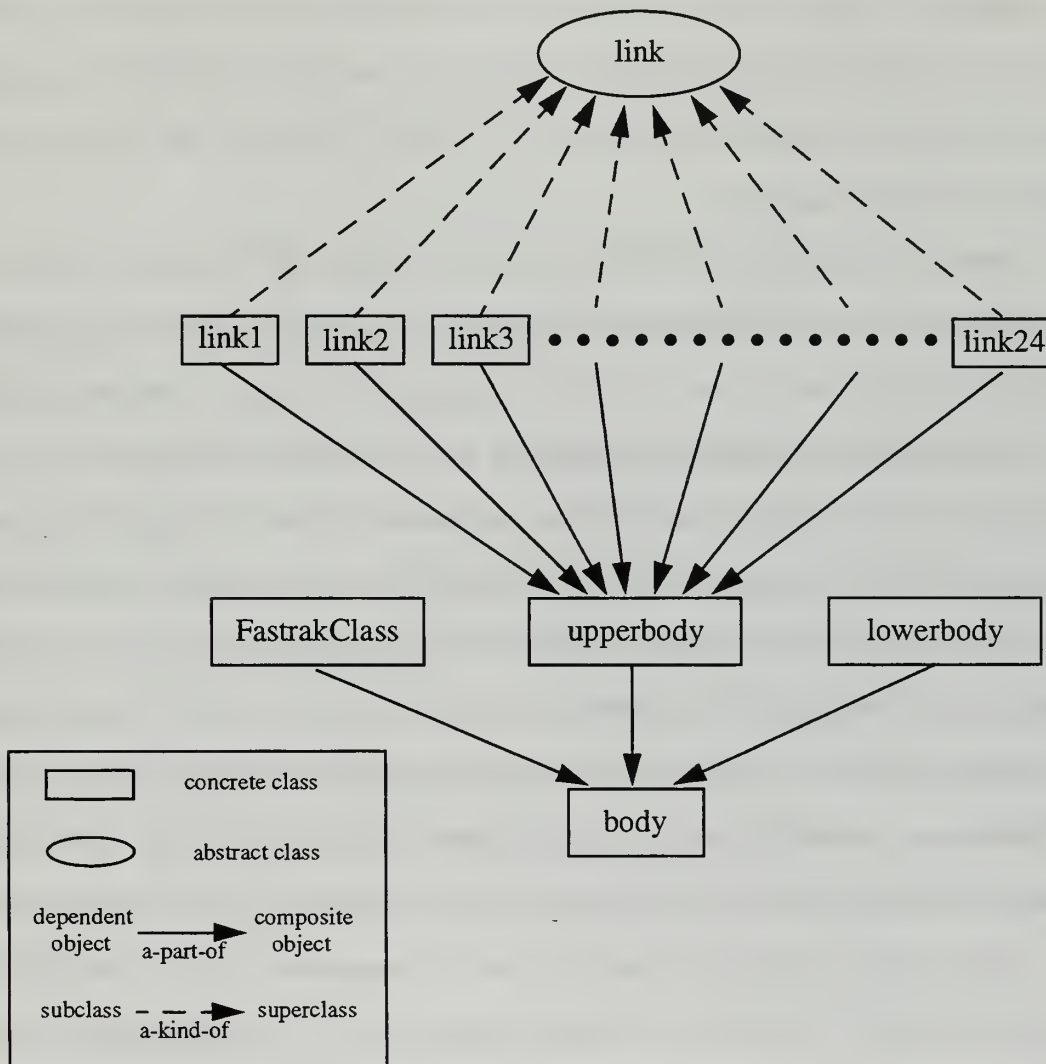 link
link1 link2 link3 link24
FastrakClass upperbody lowerbody
body
concrete class
abstract class
dependent object a-part-of composite object
subclass a-kind-of superclass